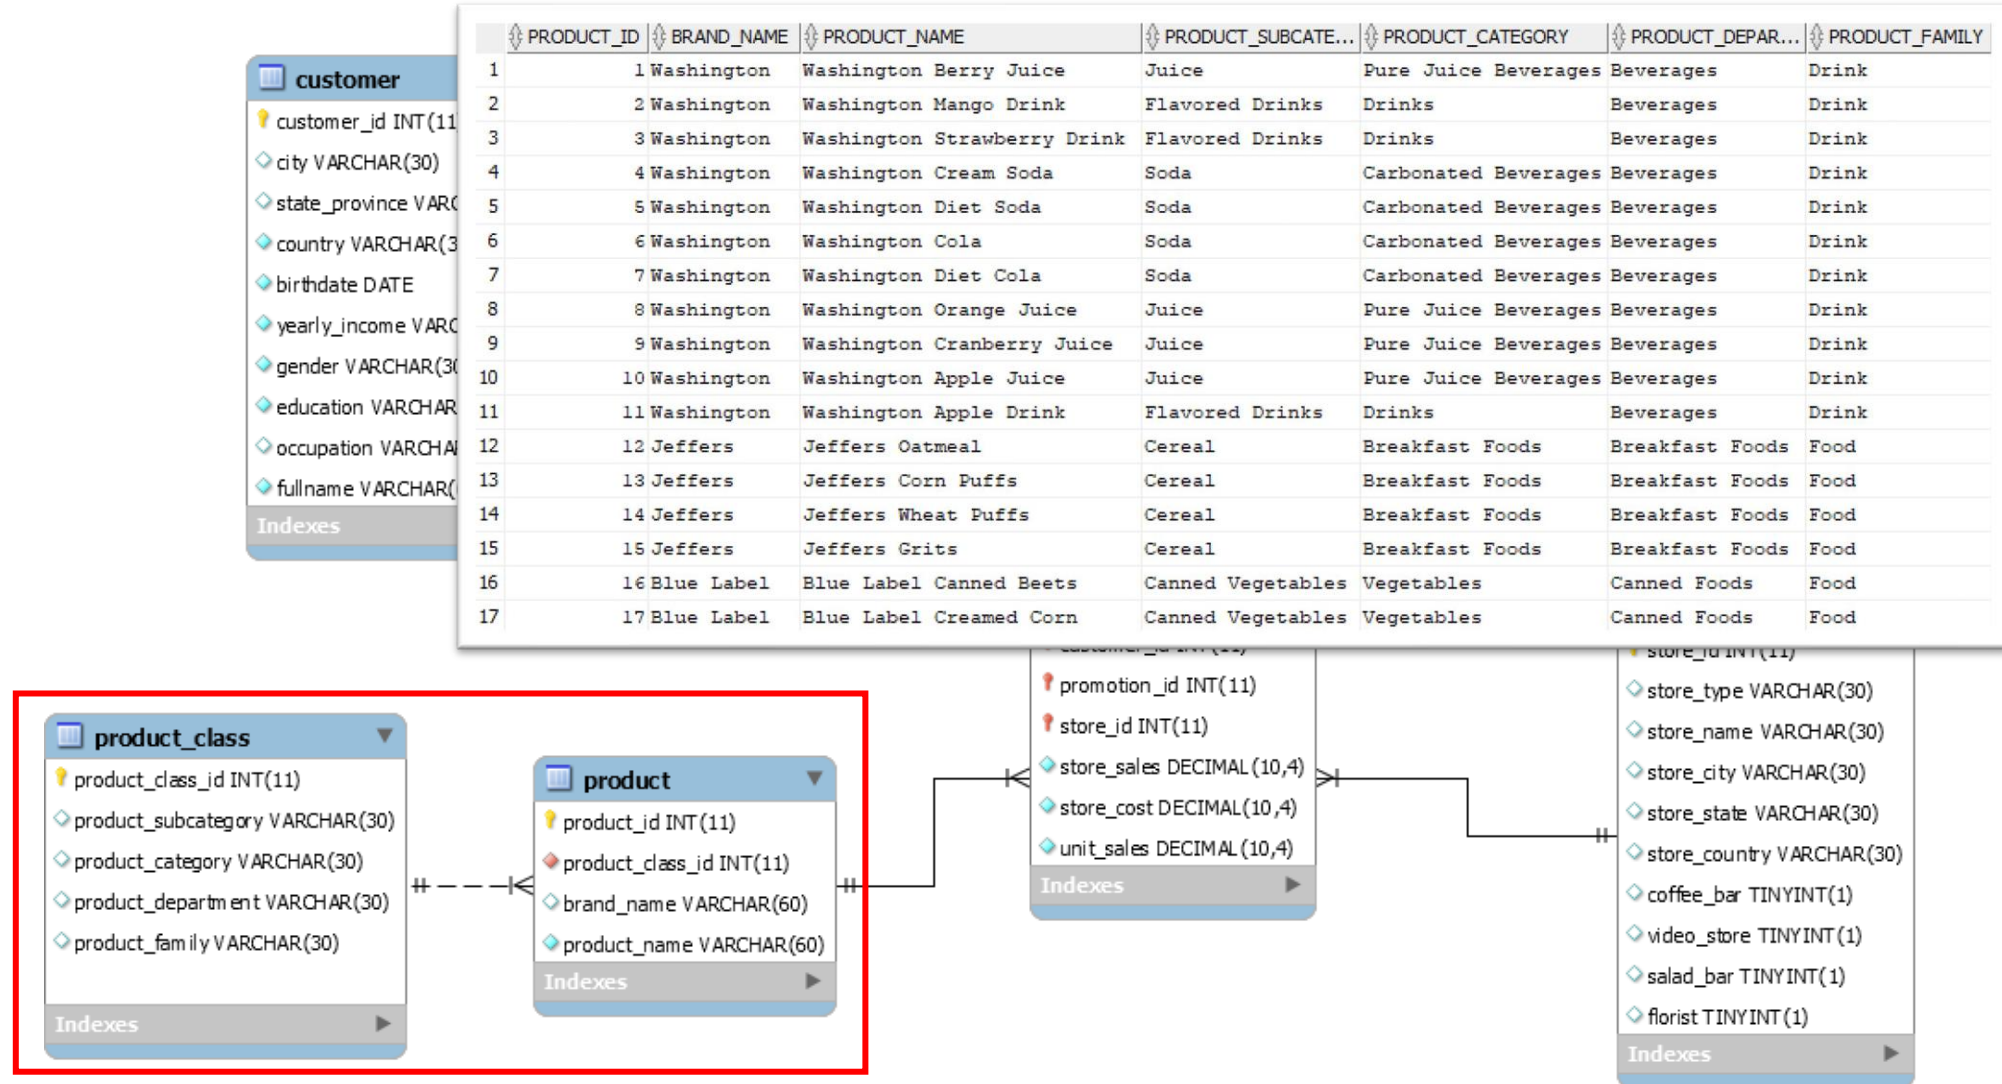 PRODUCT_ID BRAND_NAME PRODUCT_NAME PRODUCT_SUBCATE... PRODUCT_CATEGORY PRODUCT_DEPAR... PRODUCT_FAMILY
1 1 Washington Washington Berry Juice Juice Pure Juice Beverages Beverages Drink
2 2 Washington Washington Mango Drink Flavored Drinks Drinks Beverages Drink
3 3 Washington Washington Strawberry Drink Flavored Drinks Drinks Beverages Drink
4 4 Washington Washington Cream Soda Soda Carbonated Beverages Beverages Drink
5 5 Washington Washington Diet Soda Soda Carbonated Beverages Beverages Drink
6 6 Washington Washington Cola Soda Carbonated Beverages Beverages Drink
7 7 Washington Washington Diet Cola Soda Carbonated Beverages Beverages Drink
8 8 Washington Washington Orange Juice Juice Pure Juice Beverages Beverages Drink
9 9 Washington Washington Cranberry Juice Juice Pure Juice Beverages Beverages Drink
10 10 Washington Washington Apple Juice Juice Pure Juice Beverages Beverages Drink
11 11 Washington Washington Apple Drink Flavored Drinks Drinks Beverages Drink
12 12 Jeffers Jeffers Oatmeal Cereal Breakfast Foods Breakfast Foods Food
13 13 Jeffers Jeffers Corn Puffs Cereal Breakfast Foods Breakfast Foods Food
14 14 Jeffers Jeffers Wheat Puffs Cereal Breakfast Foods Breakfast Foods Food
15 15 Jeffers Jeffers Grits Cereal Breakfast Foods Breakfast Foods Food
16 16 Blue Label Blue Label Canned Beets Canned Vegetables Vegetables Canned Foods Food
17 17 Blue Label Blue Label Creamed Corn Canned Vegetables Vegetables Canned Foods Food
customer
customer_id INT(11
city VARCHAR(30)
state_province VARC
country VARCHAR(3
birthdate DATE
yearly_income VARC
gender VARCHAR(30
education VARCHAR
occupation VARCHA
fullname VARCHAR(
Indexes
product_class
product_class_id INT(11)
product_subcategory VARCHAR(30)
product_category VARCHAR(30)
product_department VARCHAR(30)
product_family VARCHAR(30)
Indexes
product
product_id INT(11)
product_class_id INT(11)
brand_name VARCHAR(60)
product_name VARCHAR(60)
Indexes
customer_id INT(11)
promotion_id INT(11)
store_id INT(11)
store_sales DECIMAL(10,4)
store_cost DECIMAL(10,4)
unit_sales DECIMAL(10,4)
Indexes
store_id INT(11)
store_type VARCHAR(30)
store_name VARCHAR(30)
store_city VARCHAR(30)
store_state VARCHAR(30)
store_country VARCHAR(30)
coffee_bar TINYINT(1)
video_store TINYINT(1)
salad_bar TINYINT(1)
florist TINYINT(1)
Indexes